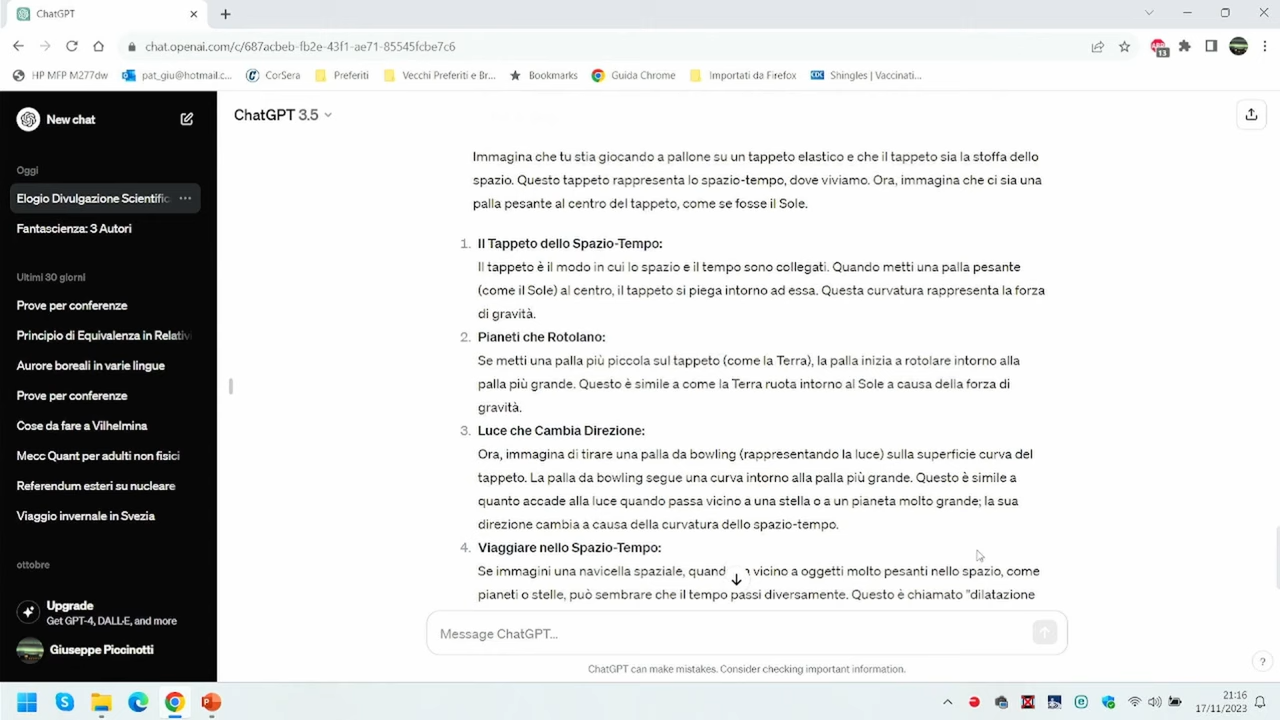 ChatGPT
chat.openai.com/c/687acbeb-fb2e-43f1-ae71-85545fcbe7c6
13
HP MFP M277dw
pat_giu@hotmail.c...
CorSera
Preferiti
Vecchi Preferiti e Br...
Bookmarks
Guida Chrome
Importati da Firefox
CDC
Shingles | Vaccinati...
New chat
Oggi
Elogio Divulgazione Scientific
Fantascienza: 3 Autori
Ultimi 30 giorni
Prove per conferenze
Principio di Equivalenza in Relativi
Aurore boreali in varie lingue
Prove per conferenze
Cose da fare a Vilhelmina
Mecc Quant per adulti non fisici
Referendum esteri su nucleare
Viaggio invernale in Svezia
ottobre
Upgrade
Get GPT-4, DALL·E, and more
Giuseppe Piccinotti
ChatGPT 3.5
Immagina che tu stia giocando a pallone su un tappeto elastico e che il tappeto sia la stoffa dello
spazio. Questo tappeto rappresenta lo spazio-tempo, dove viviamo. Ora, immagina che ci sia una
palla pesante al centro del tappeto, come se fosse il Sole.
1. Il Tappeto dello Spazio-Tempo:
Il tappeto è il modo in cui lo spazio e il tempo sono collegati. Quando metti una palla pesante
(come il Sole) al centro, il tappeto si piega intorno ad essa. Questa curvatura rappresenta la forza
di gravità.
2. Pianeti che Rotolano:
Se metti una palla più piccola sul tappeto (come la Terra), la palla inizia a rotolare intorno alla
palla più grande. Questo è simile a come la Terra ruota intorno al Sole a causa della forza di
gravità.
3. Luce che Cambia Direzione:
Ora, immagina di tirare una palla da bowling (rappresentando la luce) sulla superficie curva del
tappeto. La palla da bowling segue una curva intorno alla palla più grande. Questo è simile a
quanto accade alla luce quando passa vicino a una stella o a un pianeta molto grande; la sua
direzione cambia a causa della curvatura dello spazio-tempo.
4. Viaggiare nello Spazio-Tempo:
Se immagini una navicella spaziale, quand vicino a oggetti molto pesanti nello spazio, come
pianeti o stelle, può sembrare che il tempo passi diversamente. Questo è chiamato "dilatazione
Message ChatGPT...
ChatGPT can make mistakes. Consider checking important information.
?
21:16
17/11/2023